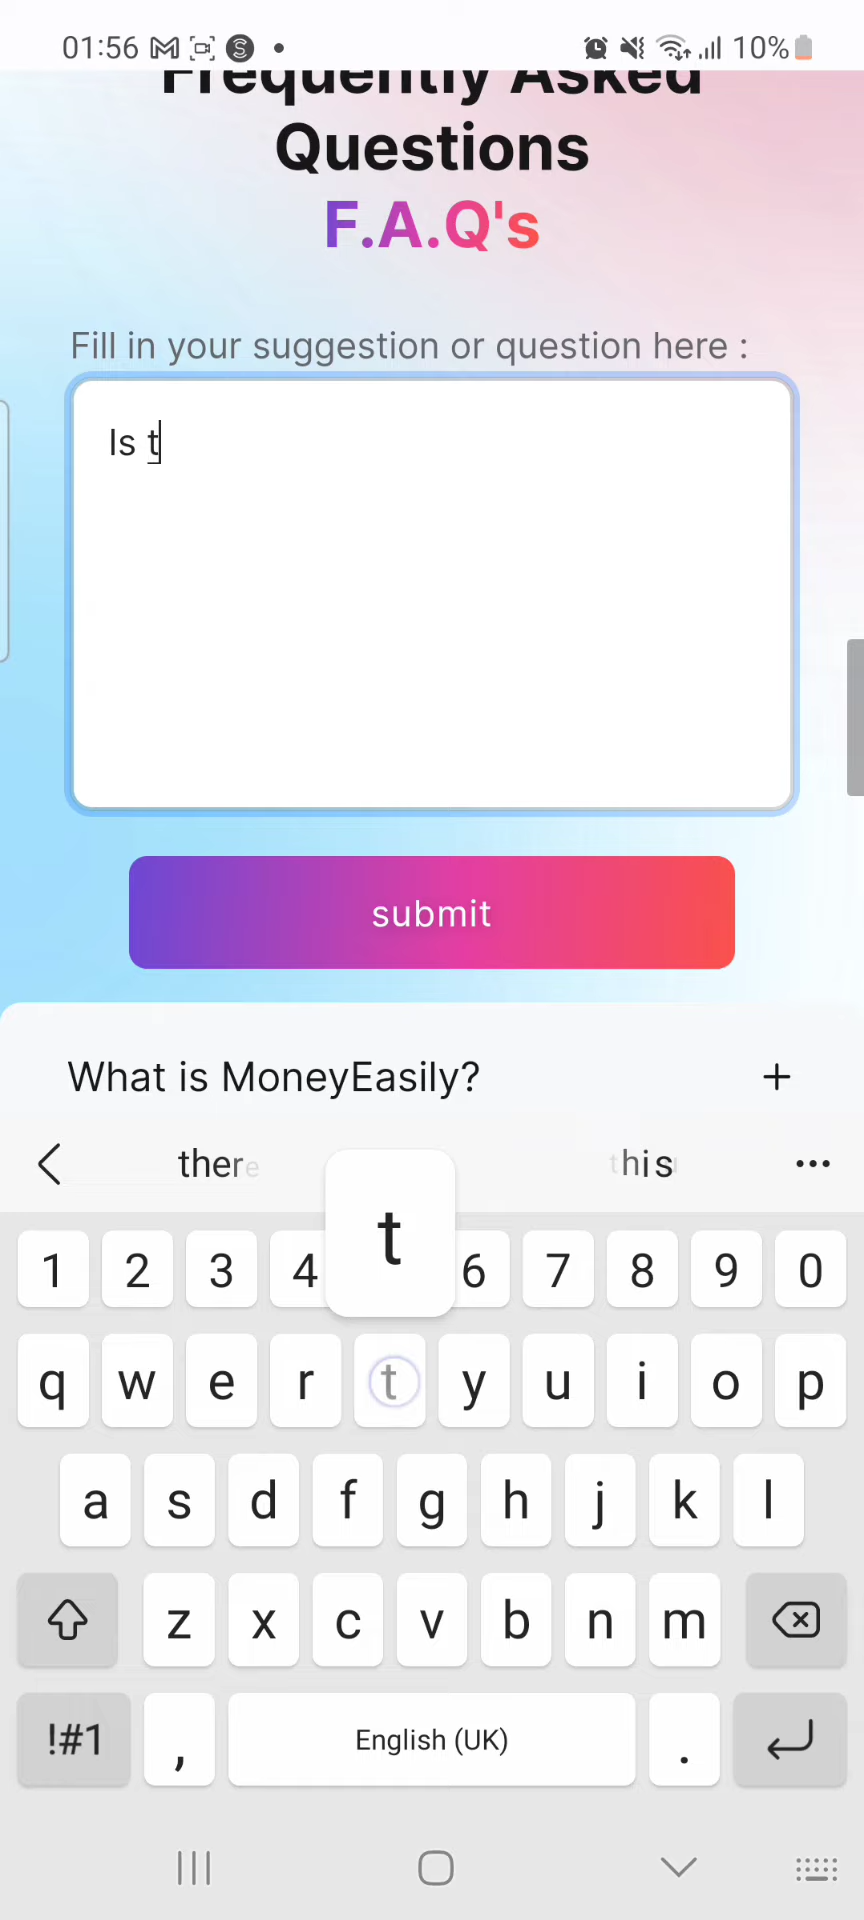 01:56 10%
Frequently Asked
Questions
F.A.Q's
Fill in your suggestion or question here :
Is t
submit
What is MoneyEasily? +
there this •••
t
1 2 3 4 6 7 8 9 0
q w e r t y u i o p
a s d f g h j k l
z x c v b n m
!#1 , English (UK) .